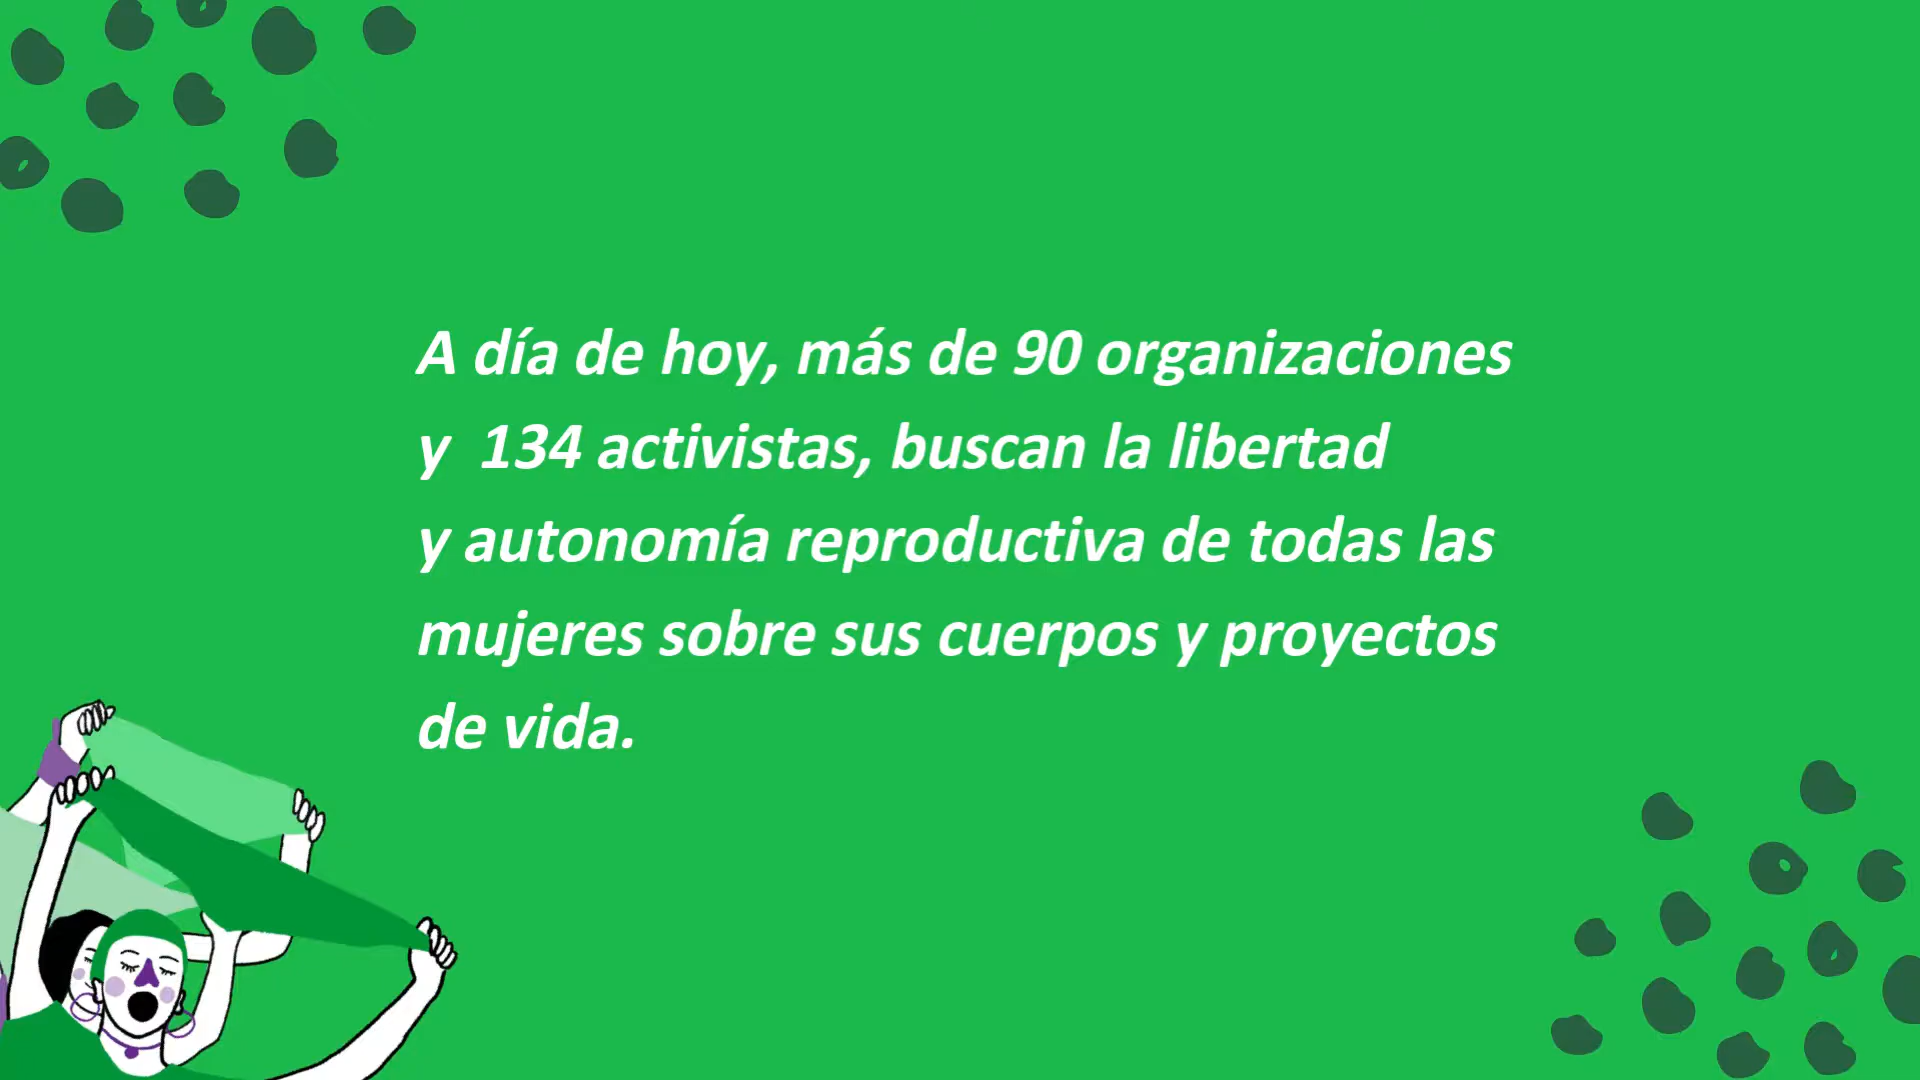 A día de hoy, más de 90 organizaciones
y  134 activistas, buscan la libertad
y autonomía reproductiva de todas las
mujeres sobre sus cuerpos y proyectos
de vida.